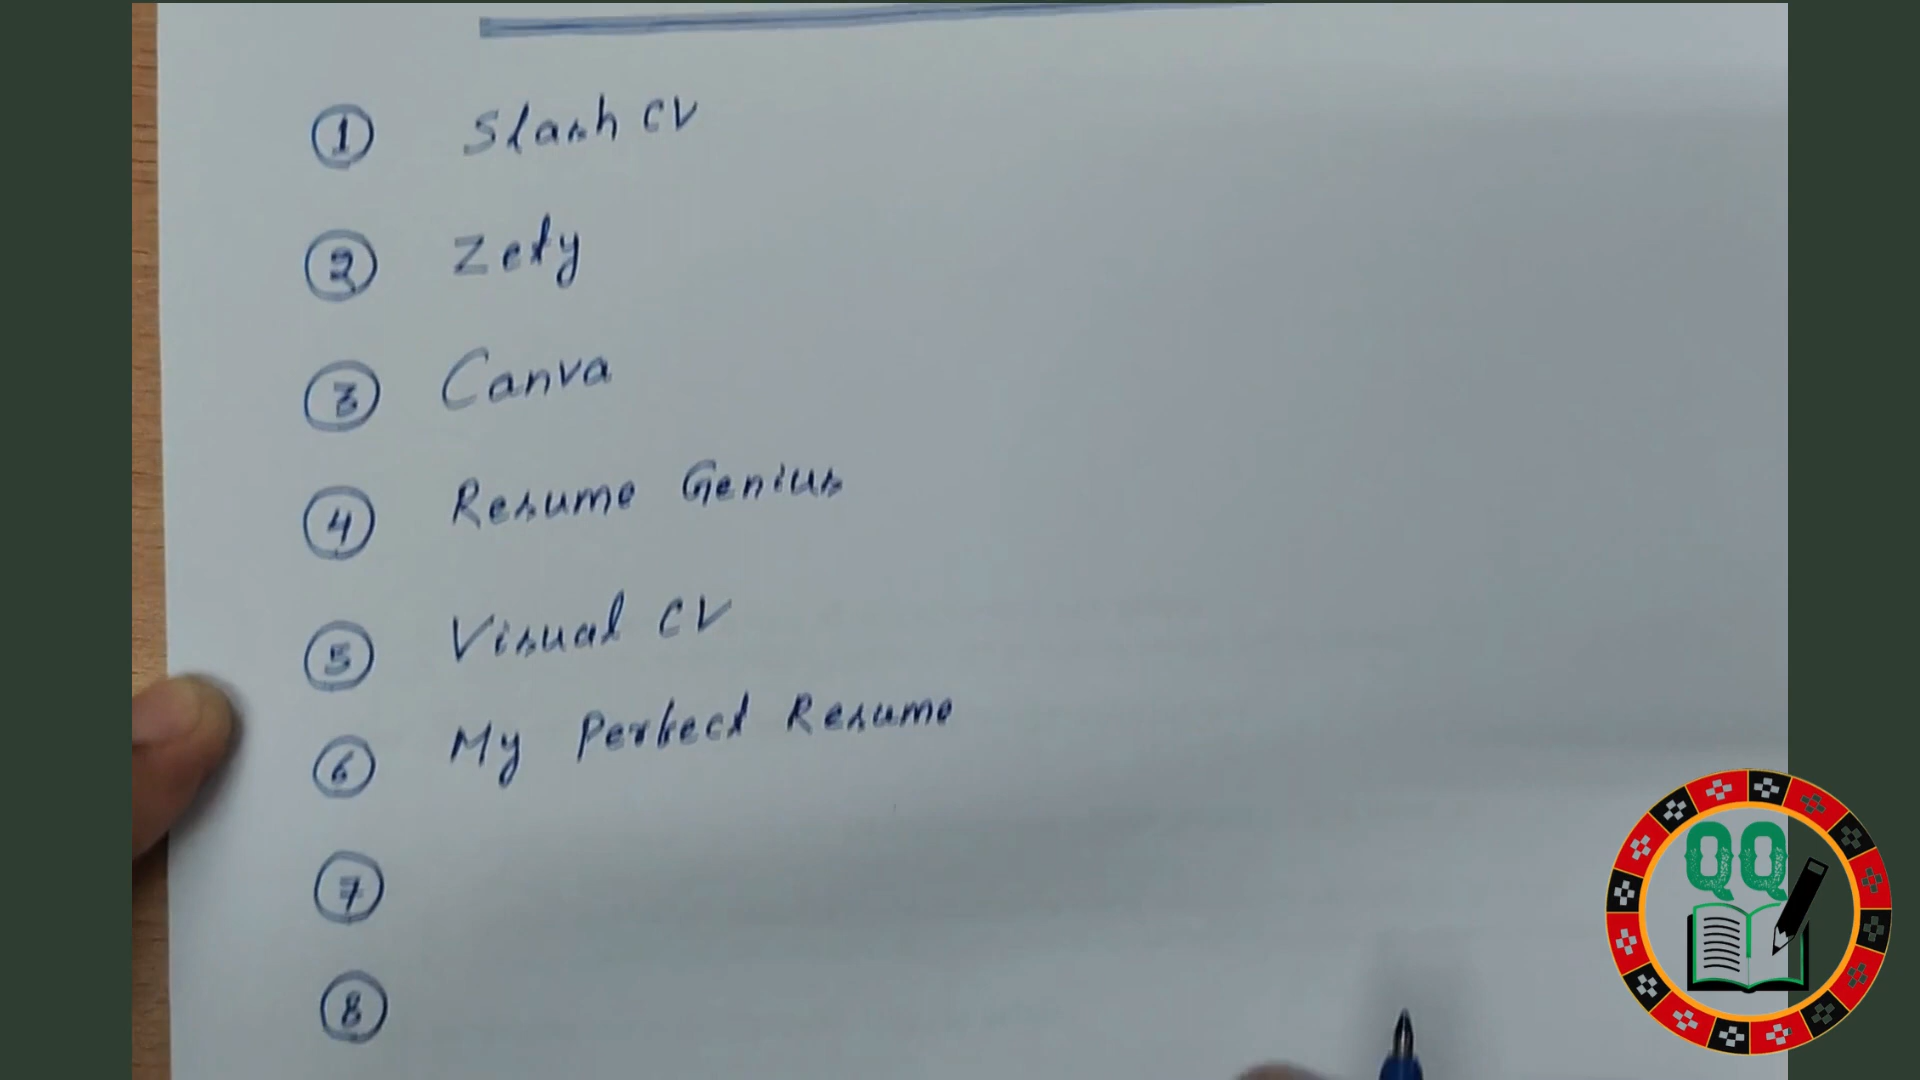 1 Slash CV
2 Zety
3 Canva
4 Resume Genius
5 Visual CV
6 My Perfect Resume
7
8
QQ